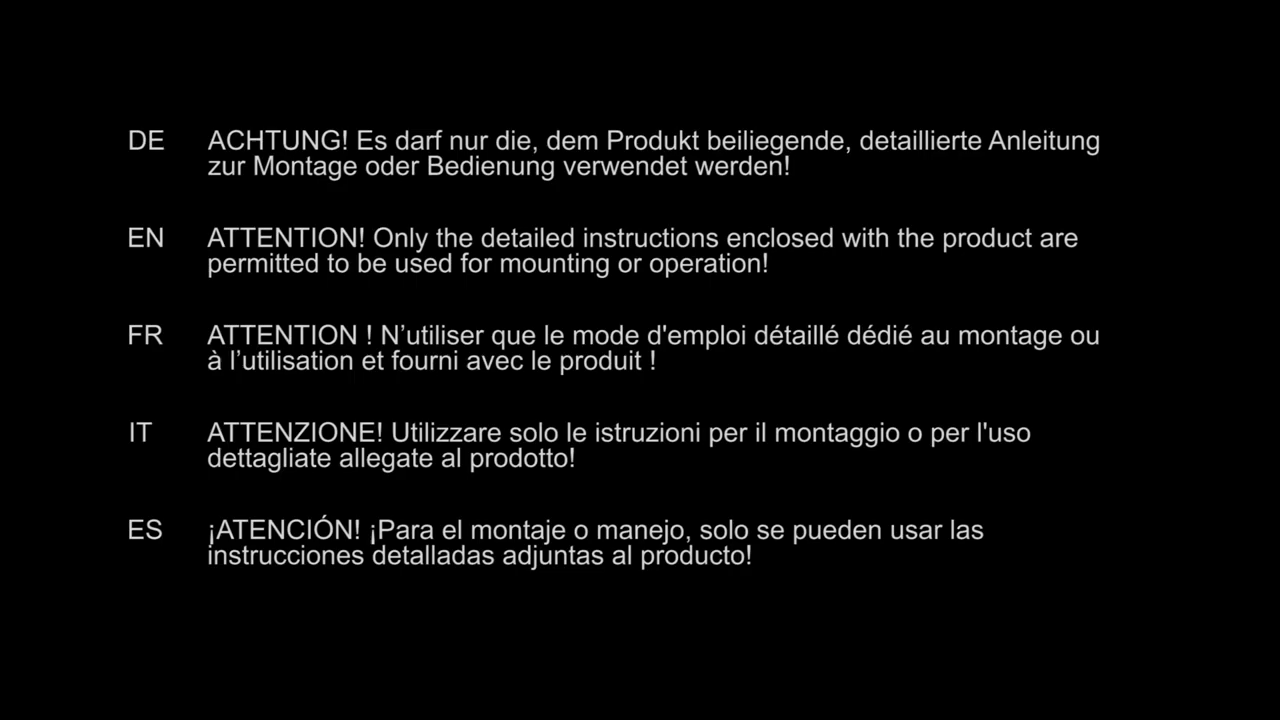 DE ACHTUNG! Es darf nur die, dem Produkt beiliegende, detaillierte Anleitung
zur Montage oder Bedienung verwendet werden!
EN ATTENTION! Only the detailed instructions enclosed with the product are
permitted to be used for mounting or operation!
FR ATTENTION ! N’utiliser que le mode d'emploi détaillé dédié au montage ou
à l’utilisation et fourni avec le produit !
IT ATTENZIONE! Utilizzare solo le istruzioni per il montaggio o per l'uso
dettagliate allegate al prodotto!
ES ¡ATENCIÓN! ¡Para el montaje o manejo, solo se pueden usar las
instrucciones detalladas adjuntas al producto!